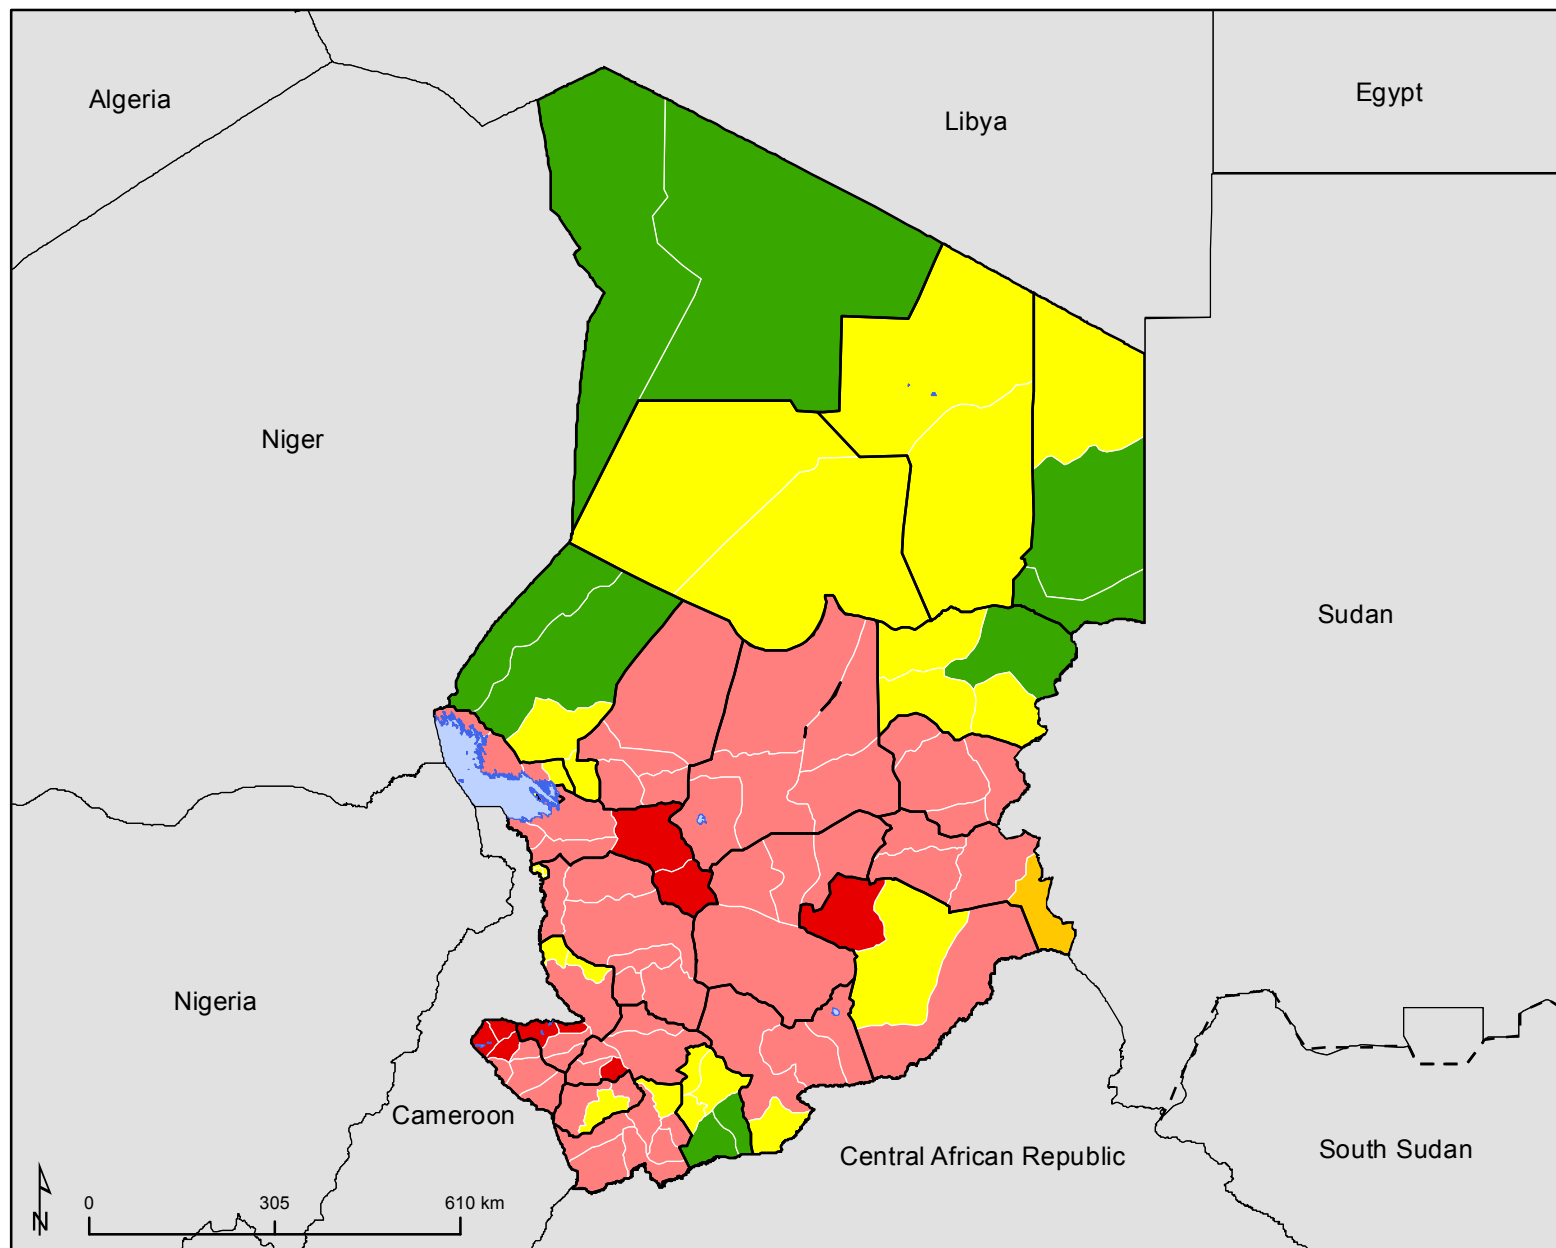 Algeria
Egypt
Libya
Niger
Sudan
Nigeria
Cameroon
Central African Republic
South Sudan
N
0 305 610 km